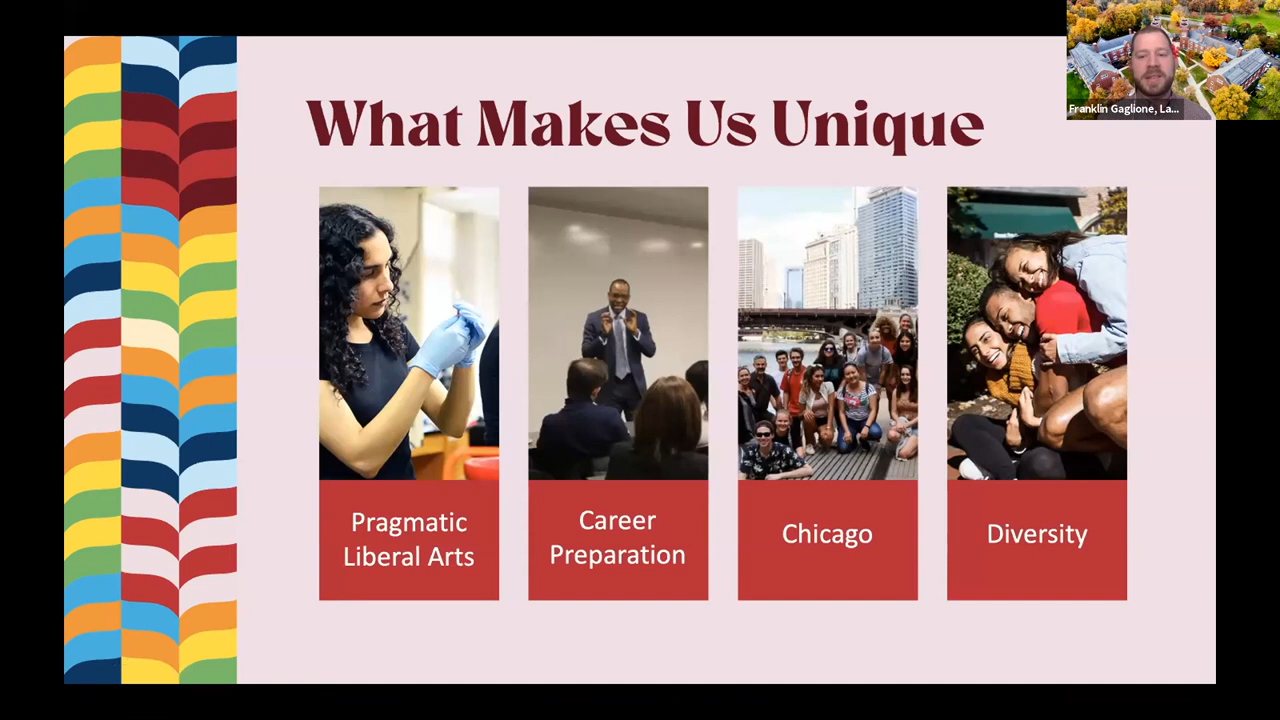 What Makes Us Unique
Franklin Gaglione, La...
Pragmatic
Liberal Arts
Career
Preparation
Chicago
Diversity